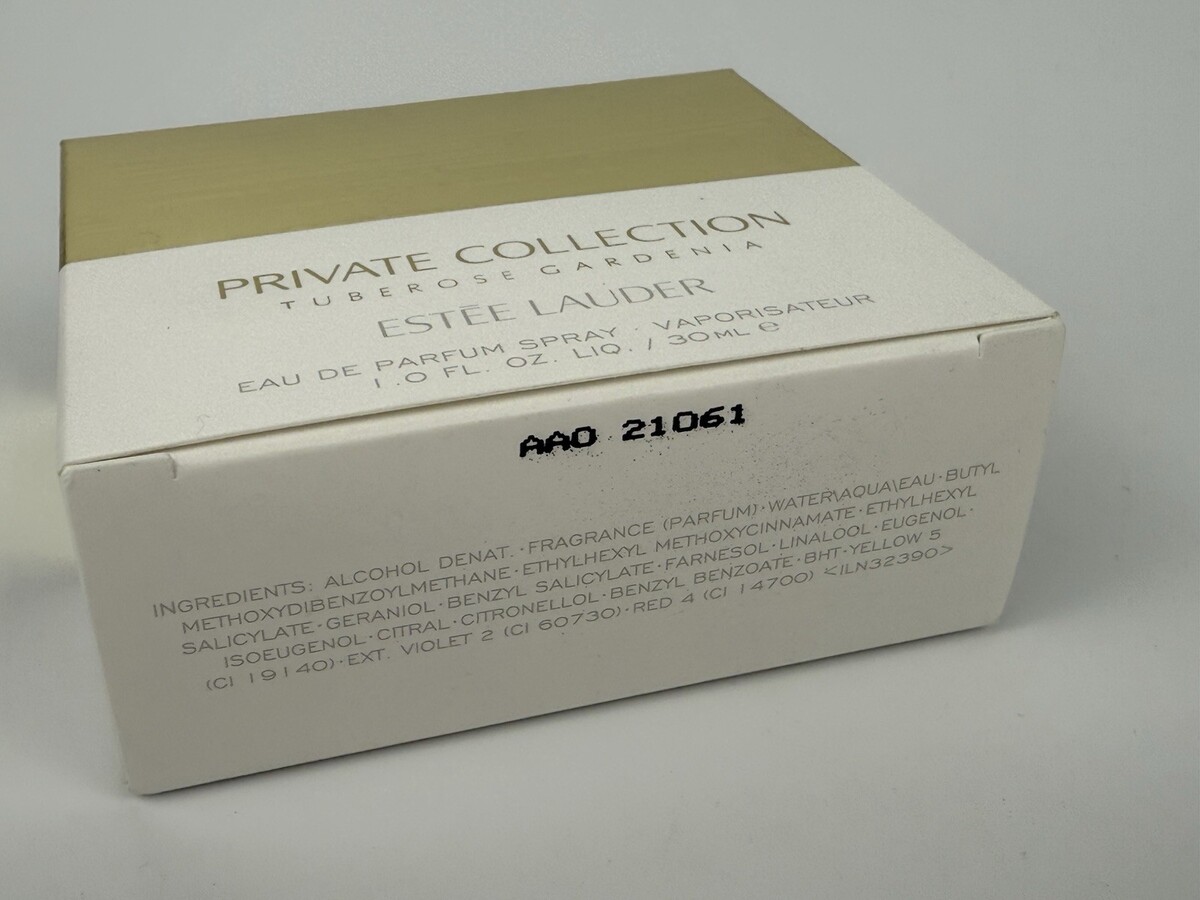 PRIVATE COLLECTION
TUBEROSE GARDENIA
ESTĒE LAUDER
EAU DE PARFUM SPRAY · VAPORISATEUR
1.0 FL. OZ. LIQ. / 30ML ℮
AAO 21061
INGREDIENTS: ALCOHOL DENAT. · FRAGRANCE (PARFUM) · WATER\AQUA\EAU · BUTYL
METHOXYDIBENZOYLMETHANE · ETHYLHEXYL METHOXYCINNAMATE · ETHYLHEXYL
SALICYLATE · GERANIOL · BENZYL SALICYLATE · FARNESOL · LINALOOL · EUGENOL ·
ISOEUGENOL · CITRAL · CITRONELLOL · BENZYL BENZOATE · BHT · YELLOW 5
(CI 19140) · EXT. VIOLET 2 (CI 60730) · RED 4 (CI 14700) <ILN32390>